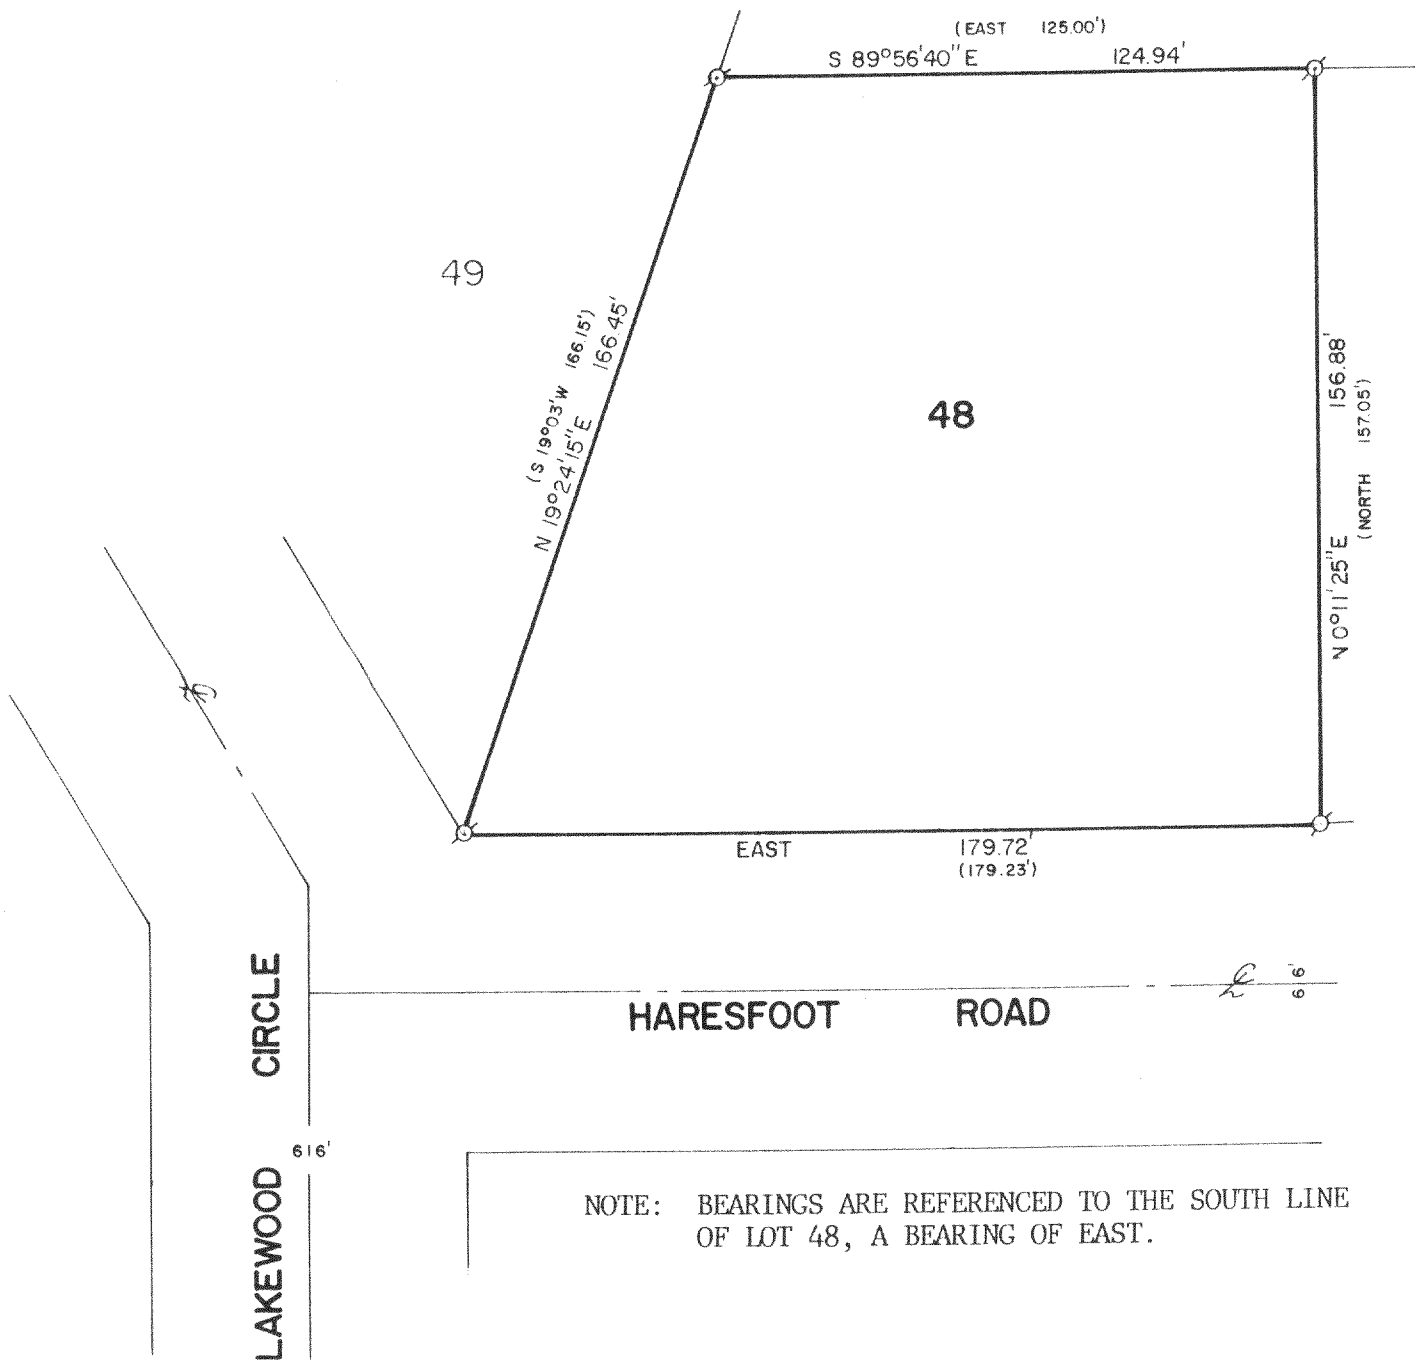 (EAST 125.00')
S 89°56'40"E 124.94'
49
(S 19°03'W 166.15')
N 19°24'15"E 166.45'
48
N 0°11'25"E 156.88'
(NORTH 157.05')
EAST 179.72'
(179.23')
66'
HARESFOOT ROAD
LAKEWOOD CIRCLE
616'
NOTE: BEARINGS ARE REFERENCED TO THE SOUTH LINE
OF LOT 48, A BEARING OF EAST.